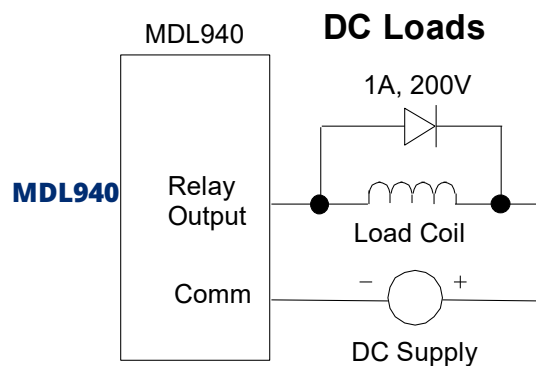 DC Loads
MDL940
1A, 200V
MDL940
Relay
Output
Load Coil
Comm
− +
DC Supply